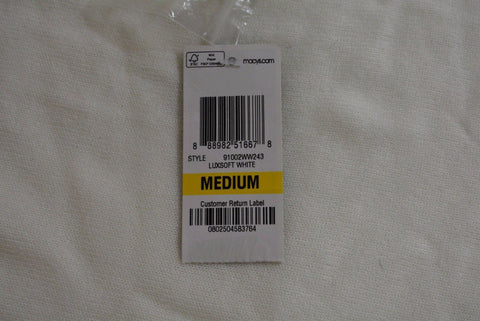 macys.com
8 88982 51667 8
STYLE 91002WW243
LUXSOFT WHITE
MEDIUM
Customer Return Label
0802504583764